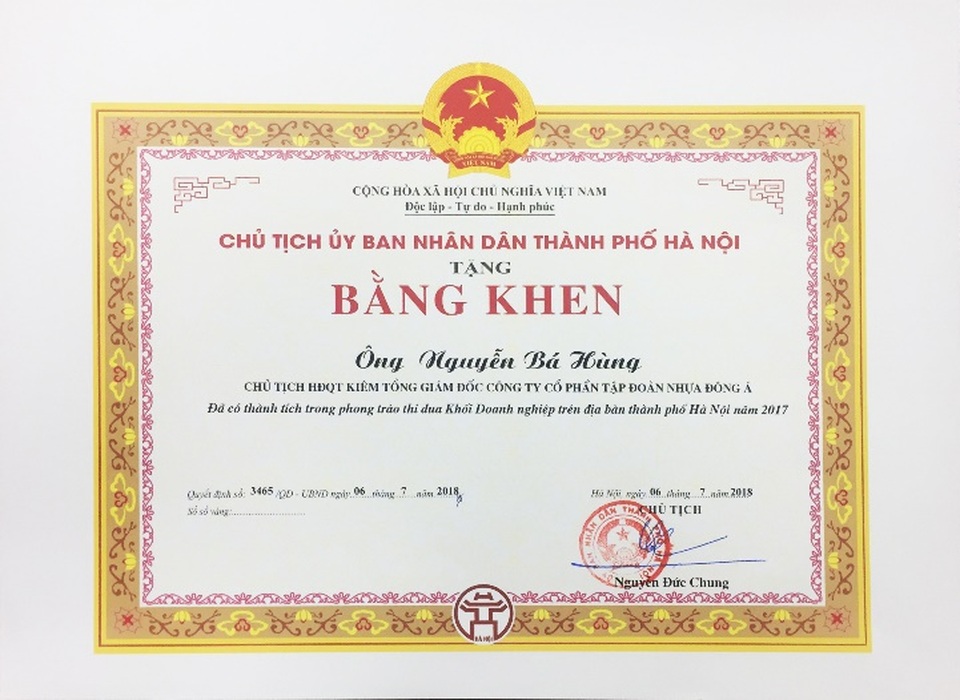 VIỆT NAM
CỘNG HÒA XÃ HỘI CHỦ NGHĨA VIỆT NAM
Độc lập - Tự do - Hạnh phúc
CHỦ TỊCH ỦY BAN NHÂN DÂN THÀNH PHỐ HÀ NỘI
TẶNG
BẰNG KHEN
Ông Nguyễn Bá Hùng
CHỦ TỊCH HĐQT KIÊM TỔNG GIÁM ĐỐC CÔNG TY CỔ PHẦN TẬP ĐOÀN NHỰA ĐÔNG Á
Đã có thành tích trong phong trào thi đua Khối Doanh nghiệp trên địa bàn thành phố Hà Nội năm 2017
Quyết định số: 3465 /QĐ - UBND ngày 06 tháng 7 năm 2018
Số sổ vàng:........................
Hà Nội, ngày 06 tháng 7 năm 2018
CHỦ TỊCH
Nguyễn Đức Chung
HÀ NỘI